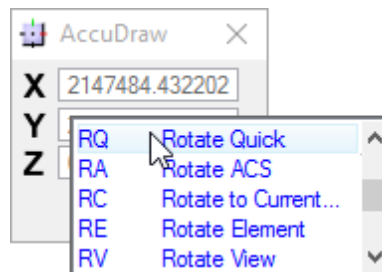 AccuDraw
X 2147484.432202
Y
Z
RQ Rotate Quick
RA Rotate ACS
RC Rotate to Current...
RE Rotate Element
RV Rotate View